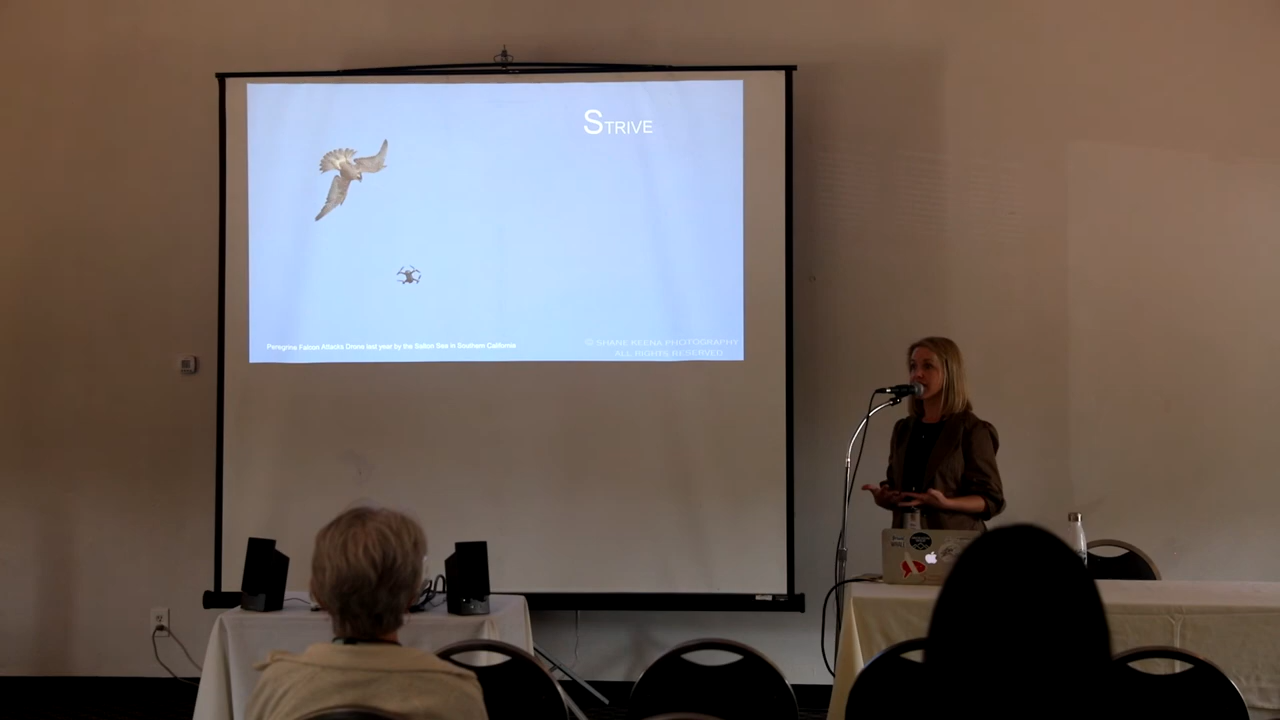 STRIVE
Peregrine Falcon Attacks Drone last year by the Salton Sea in Southern California
© SHANE KEENA PHOTOGRAPHY
ALL RIGHTS RESERVED